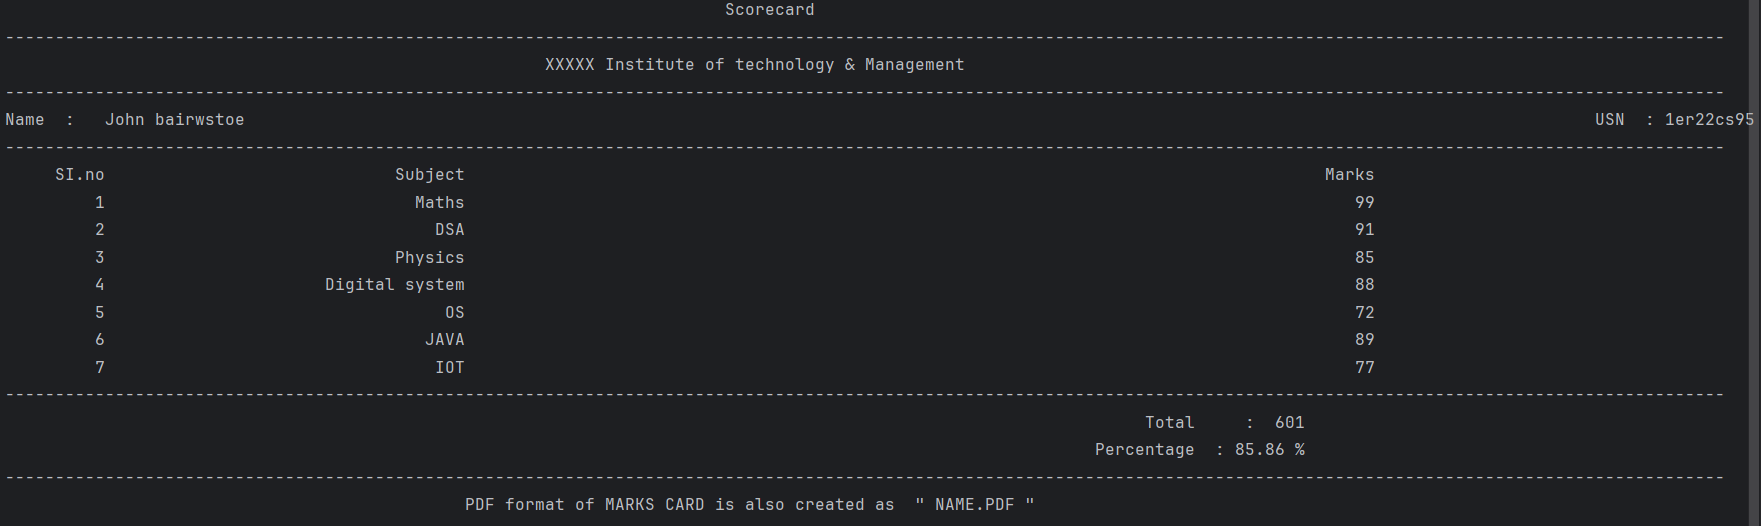 Scorecard
----------------------------------------------------------------------------------------------------------------------------------------------------------------------------
XXXXX Institute of technology & Management
----------------------------------------------------------------------------------------------------------------------------------------------------------------------------
Name  :   John bairwstoe USN  : 1er22cs95
----------------------------------------------------------------------------------------------------------------------------------------------------------------------------
SI.no Subject Marks
1 Maths 99
2 DSA 91
3 Physics 85
4 Digital system 88
5 OS 72
6 JAVA 89
7 IOT 77
----------------------------------------------------------------------------------------------------------------------------------------------------------------------------
Total     :  601
Percentage  : 85.86 %
----------------------------------------------------------------------------------------------------------------------------------------------------------------------------
PDF format of MARKS CARD is also created as  " NAME.PDF "